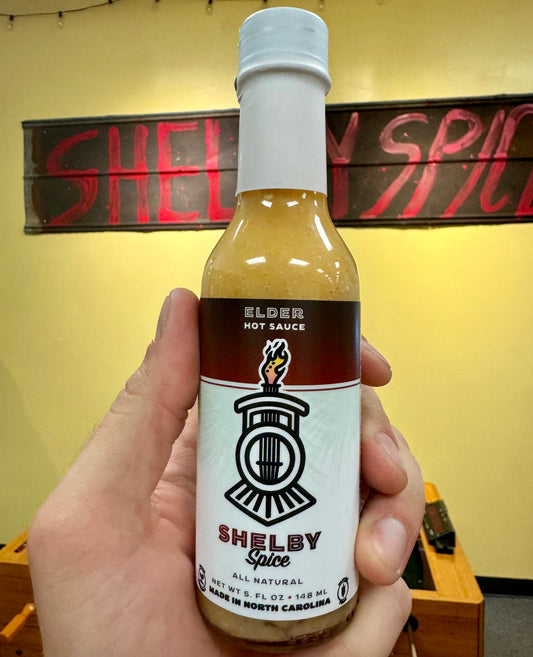 SHELBY SPIC
ELDER
HOT SAUCE
SHELBY
Spice
ALL NATURAL
NET WT 5. FL OZ • 148 ML
MADE IN NORTH CAROLINA